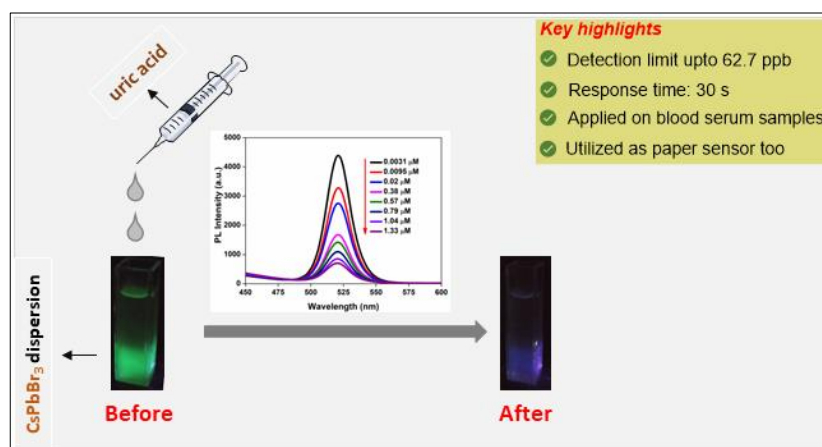 Key highlights
Detection limit upto 62.7 ppb
Response time: 30 s
Applied on blood serum samples
Utilized as paper sensor too
uric acid
PL Intensity (a.u.)
5000
4000
3000
2000
1000
0
0.0031 μM
0.0095 μM
0.02 μM
0.38 μM
0.57 μM
0.79 μM
1.04 μM
1.33 μM
450 475 500 525 550 575 600
Wavelength (nm)
CsPbBr₃ dispersion
Before
After